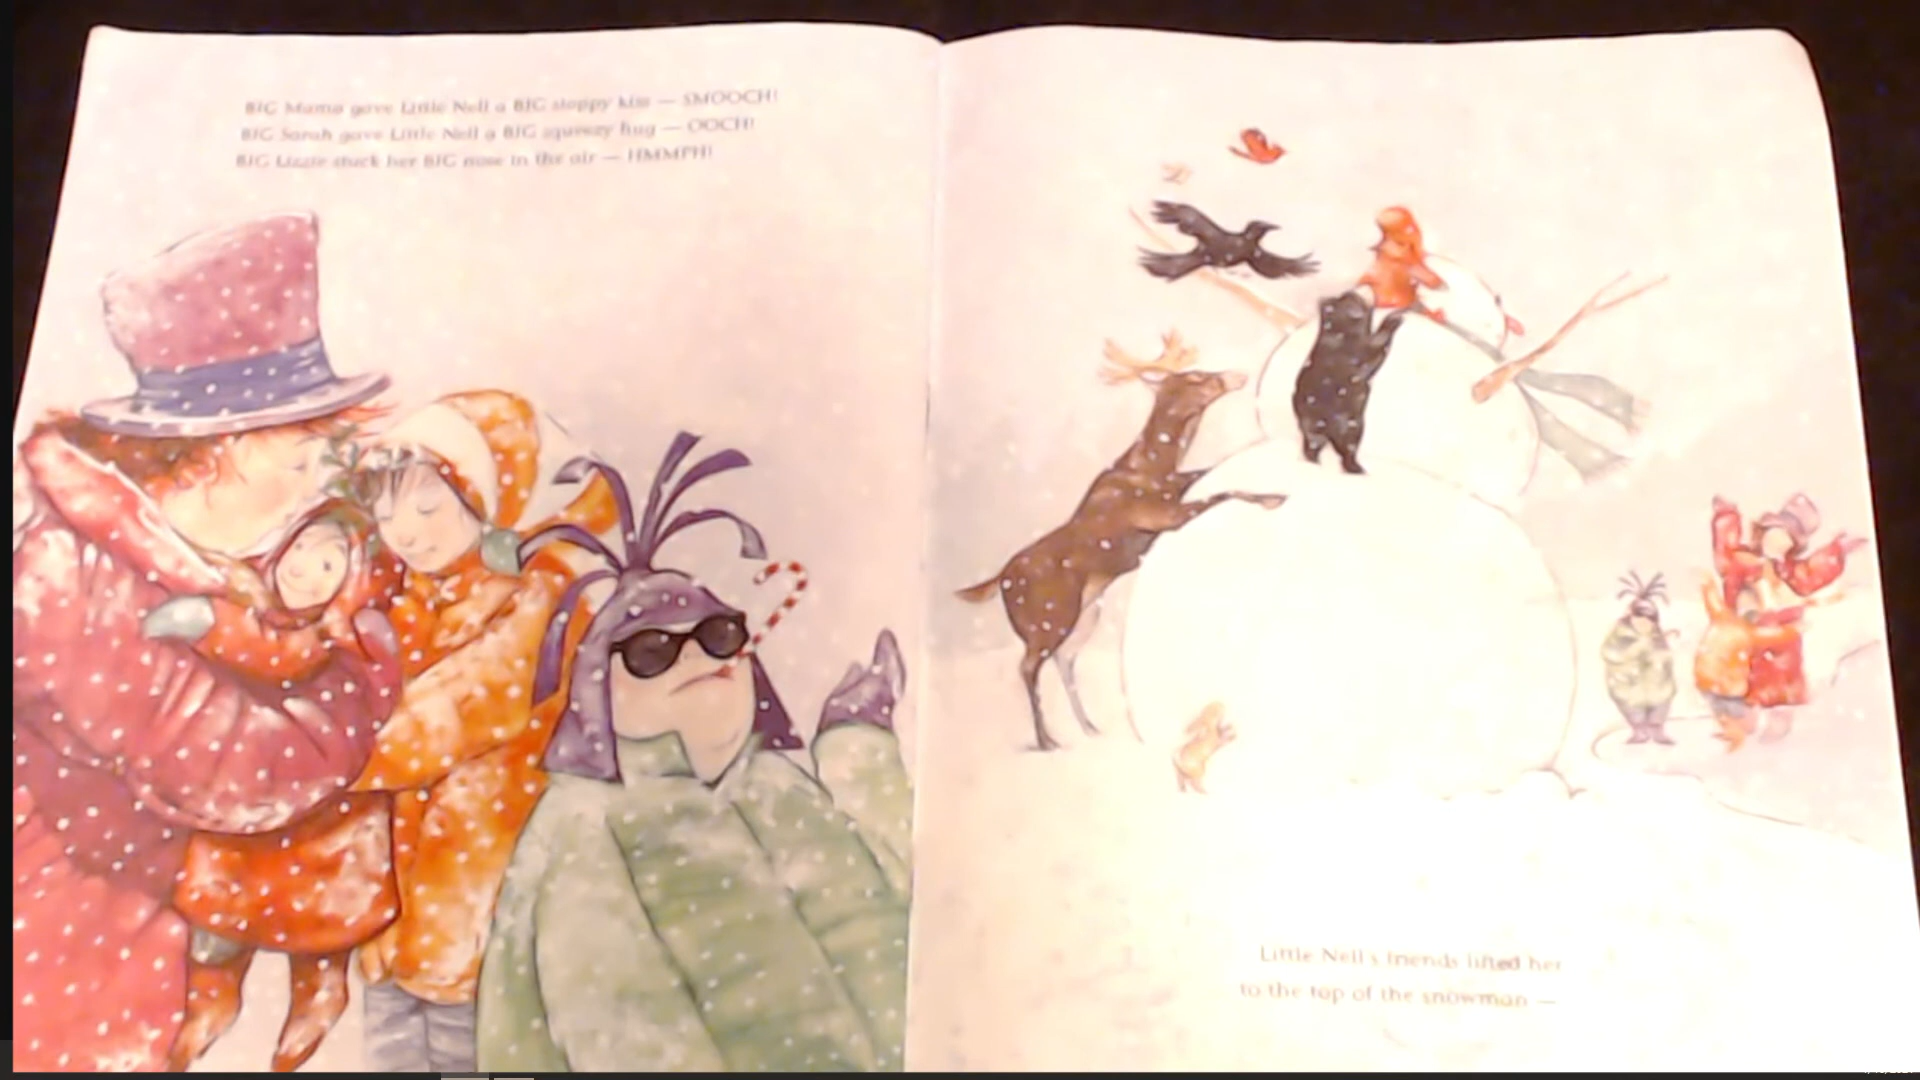 BIG Mama gave Little Nell a BIG sloppy kiss — SMOOCH!
BIG Sarah gave Little Nell a BIG squeezy hug — OOCH!
BIG Lizzie stuck her BIG nose in the air — HMMPH!
Little Nell's friends lifted her
to the top of the snowman —